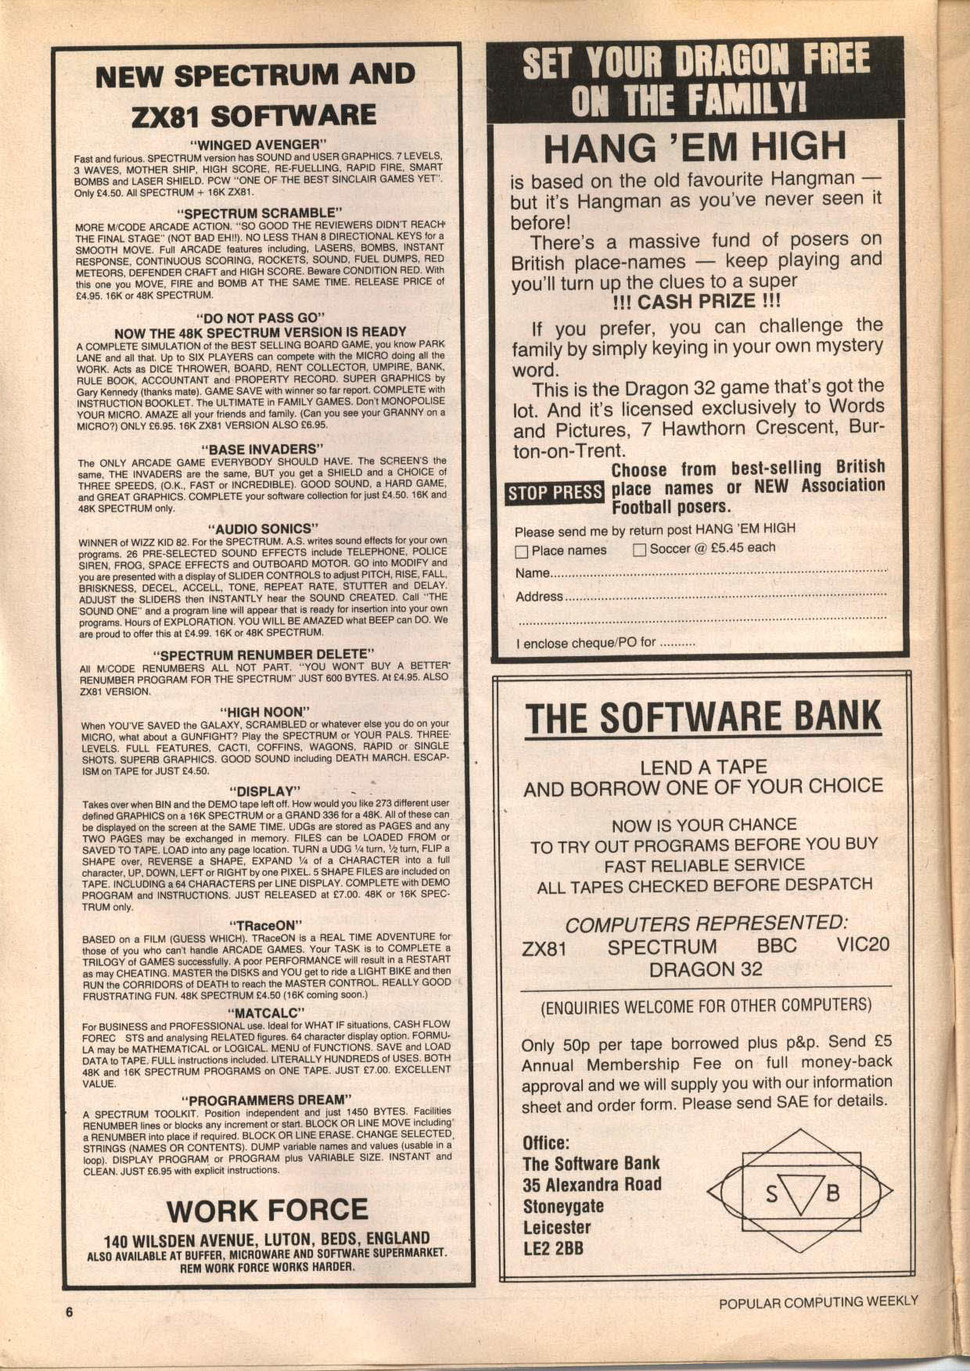 NEW SPECTRUM AND
ZX81 SOFTWARE
"WINGED AVENGER"
Fast and furious. SPECTRUM version has SOUND and USER GRAPHICS. 7 LEVELS,
3 WAVES, MOTHER SHIP, HIGH SCORE, RE-FUELLING, RAPID FIRE, SMART
BOMBS and LASER SHIELD. PCW "ONE OF THE BEST SINCLAIR GAMES YET".
Only £4.50. All SPECTRUM + 16K ZX81.
"SPECTRUM SCRAMBLE"
MORE M/CODE ARCADE ACTION. "SO GOOD THE REVIEWERS DIDN'T REACH
THE FINAL STAGE" (NOT BAD EH!!). NO LESS THAN 8 DIRECTIONAL KEYS for a
SMOOTH MOVE. Full ARCADE features including, LASERS, BOMBS, INSTANT
RESPONSE, CONTINUOUS SCORING, ROCKETS, SOUND, FUEL DUMPS, RED
METEORS, DEFENDER CRAFT and HIGH SCORE. Beware CONDITION RED. With
this one you MOVE, FIRE and BOMB AT THE SAME TIME. RELEASE PRICE of
£4.95. 16K or 48K SPECTRUM.
"DO NOT PASS GO"
NOW THE 48K SPECTRUM VERSION IS READY
A COMPLETE SIMULATION of the BEST SELLING BOARD GAME, you know PARK
LANE and all that. Up to SIX PLAYERS can compete with the MICRO doing all the
WORK. Acts as DICE THROWER, BOARD, RENT COLLECTOR, UMPIRE, BANK,
RULE BOOK, ACCOUNTANT and PROPERTY RECORD. SUPER GRAPHICS by
Gary Kennedy (thanks mate). GAME SAVE with winner so far report. COMPLETE with
INSTRUCTION BOOKLET. The ULTIMATE in FAMILY GAMES. Don't MONOPOLISE
YOUR MICRO. AMAZE all your friends and family. (Can you see your GRANNY on a
MICRO?) ONLY £6.95. 16K ZX81 VERSION ALSO £6.95.
"BASE INVADERS"
The ONLY ARCADE GAME EVERYBODY SHOULD HAVE. The SCREEN'S the
same, THE INVADERS are the same, BUT you get a SHIELD and a CHOICE of
THREE SPEEDS, (O.K., FAST or INCREDIBLE). GOOD SOUND, a HARD GAME,
and GREAT GRAPHICS. COMPLETE your software collection for just £4.50. 16K and
48K SPECTRUM only.
"AUDIO SONICS"
WINNER of WIZZ KID 82. For the SPECTRUM. A.S. writes sound effects for your own
programs. 26 PRE-SELECTED SOUND EFFECTS include TELEPHONE, POLICE
SIREN, FROG, SPACE EFFECTS and OUTBOARD MOTOR. GO into MODIFY and
you are presented with a display of SLIDER CONTROLS to adjust PITCH, RISE, FALL,
BRISKNESS, DECEL, ACCELL, TONE, REPEAT RATE, STUTTER and DELAY.
ADJUST the SLIDERS then INSTANTLY hear the SOUND CREATED. Call "THE
SOUND ONE" and a program line will appear that is ready for insertion into your own
programs. Hours of EXPLORATION. YOU WILL BE AMAZED what BEEP can DO. We
are proud to offer this at £4.99. 16K or 48K SPECTRUM.
"SPECTRUM RENUMBER DELETE"
All M/CODE RENUMBERS ALL NOT PART. "YOU WON'T BUY A BETTER
RENUMBER PROGRAM FOR THE SPECTRUM" JUST 600 BYTES. At £4.95. ALSO
ZX81 VERSION.
"HIGH NOON"
When YOU'VE SAVED the GALAXY, SCRAMBLED or whatever else you do on your
MICRO, what about a GUNFIGHT? Play the SPECTRUM or YOUR PALS. THREE
LEVELS. FULL FEATURES, CACTI, COFFINS, WAGONS, RAPID or SINGLE
SHOTS. SUPERB GRAPHICS. GOOD SOUND including DEATH MARCH. ESCAP-
ISM on TAPE for JUST £4.50.
"DISPLAY"
Takes over when BIN and the DEMO tape left off. How would you like 273 different user
defined GRAPHICS on a 16K SPECTRUM or a GRAND 336 for a 48K. All of these can
be displayed on the screen at the SAME TIME. UDGs are stored as PAGES and any
TWO PAGES may be exchanged in memory. FILES can be LOADED FROM or
SAVED TO TAPE. LOAD into any page location. TURN a UDG ¼ turn, ½ turn, FLIP a
SHAPE over, REVERSE a SHAPE, EXPAND ¼ of a CHARACTER into a full
character, UP, DOWN, LEFT or RIGHT by one PIXEL. 5 SHAPE FILES are included on
TAPE. INCLUDING a 64 CHARACTERS per LINE DISPLAY. COMPLETE with DEMO
PROGRAM and INSTRUCTIONS. JUST RELEASED at £7.00. 48K or 16K SPEC-
TRUM only.
"TRaceON"
BASED on a FILM (GUESS WHICH). TRaceON is a REAL TIME ADVENTURE for
those of you who can't handle ARCADE GAMES. Your TASK is to COMPLETE a
TRILOGY of GAMES successfully. A poor PERFORMANCE will result in a RESTART
as may CHEATING. MASTER the DISKS and YOU get to ride a LIGHT BIKE and then
RUN the CORRIDORS of DEATH to reach the MASTER CONTROL. REALLY GOOD
FRUSTRATING FUN. 48K SPECTRUM £4.50 (16K coming soon.)
"MATCALC"
For BUSINESS and PROFESSIONAL use. Ideal for WHAT IF situations, CASH FLOW
FOREC STS and analysing RELATED figures. 64 character display option. FORMU-
LA may be MATHEMATICAL or LOGICAL. MENU of FUNCTIONS. SAVE and LOAD
DATA to TAPE. FULL instructions included. LITERALLY HUNDREDS of USES. BOTH
48K and 16K SPECTRUM PROGRAMS on ONE TAPE. JUST £7.00. EXCELLENT
VALUE.
"PROGRAMMERS DREAM"
A SPECTRUM TOOLKIT. Position independent and just 1450 BYTES. Facilities
RENUMBER lines or blocks any increment or start. BLOCK OR LINE MOVE including
a RENUMBER into place if required. BLOCK OR LINE ERASE. CHANGE SELECTED
STRINGS (NAMES OR CONTENTS). DUMP variable names and values (usable in a
loop). DISPLAY PROGRAM or PROGRAM plus VARIABLE SIZE. INSTANT and
CLEAN. JUST £6.95 with explicit instructions.
WORK FORCE
140 WILSDEN AVENUE, LUTON, BEDS, ENGLAND
ALSO AVAILABLE AT BUFFER, MICROWARE AND SOFTWARE SUPERMARKET.
REM WORK FORCE WORKS HARDER.
SET YOUR DRAGON FREE
ON THE FAMILY!
HANG 'EM HIGH
is based on the old favourite Hangman —
but it's Hangman as you've never seen it
before!
There's a massive fund of posers on
British place-names — keep playing and
you'll turn up the clues to a super
!!! CASH PRIZE !!!
If you prefer, you can challenge the
family by simply keying in your own mystery
word.
This is the Dragon 32 game that's got the
lot. And it's licensed exclusively to Words
and Pictures, 7 Hawthorn Crescent, Bur-
ton-on-Trent.
STOP PRESS
Choose from best-selling British
place names or NEW Association
Football posers.
Please send me by return post HANG 'EM HIGH
Place names Soccer @ £5.45 each
Name
Address
I enclose cheque/PO for
THE SOFTWARE BANK
LEND A TAPE
AND BORROW ONE OF YOUR CHOICE
NOW IS YOUR CHANCE
TO TRY OUT PROGRAMS BEFORE YOU BUY
FAST RELIABLE SERVICE
ALL TAPES CHECKED BEFORE DESPATCH
COMPUTERS REPRESENTED:
ZX81 SPECTRUM BBC VIC20
DRAGON 32
(ENQUIRIES WELCOME FOR OTHER COMPUTERS)
Only 50p per tape borrowed plus p&p. Send £5
Annual Membership Fee on full money-back
approval and we will supply you with our information
sheet and order form. Please send SAE for details.
Office:
The Software Bank
35 Alexandra Road
Stoneygate
Leicester
LE2 2BB
S B
6
POPULAR COMPUTING WEEKLY